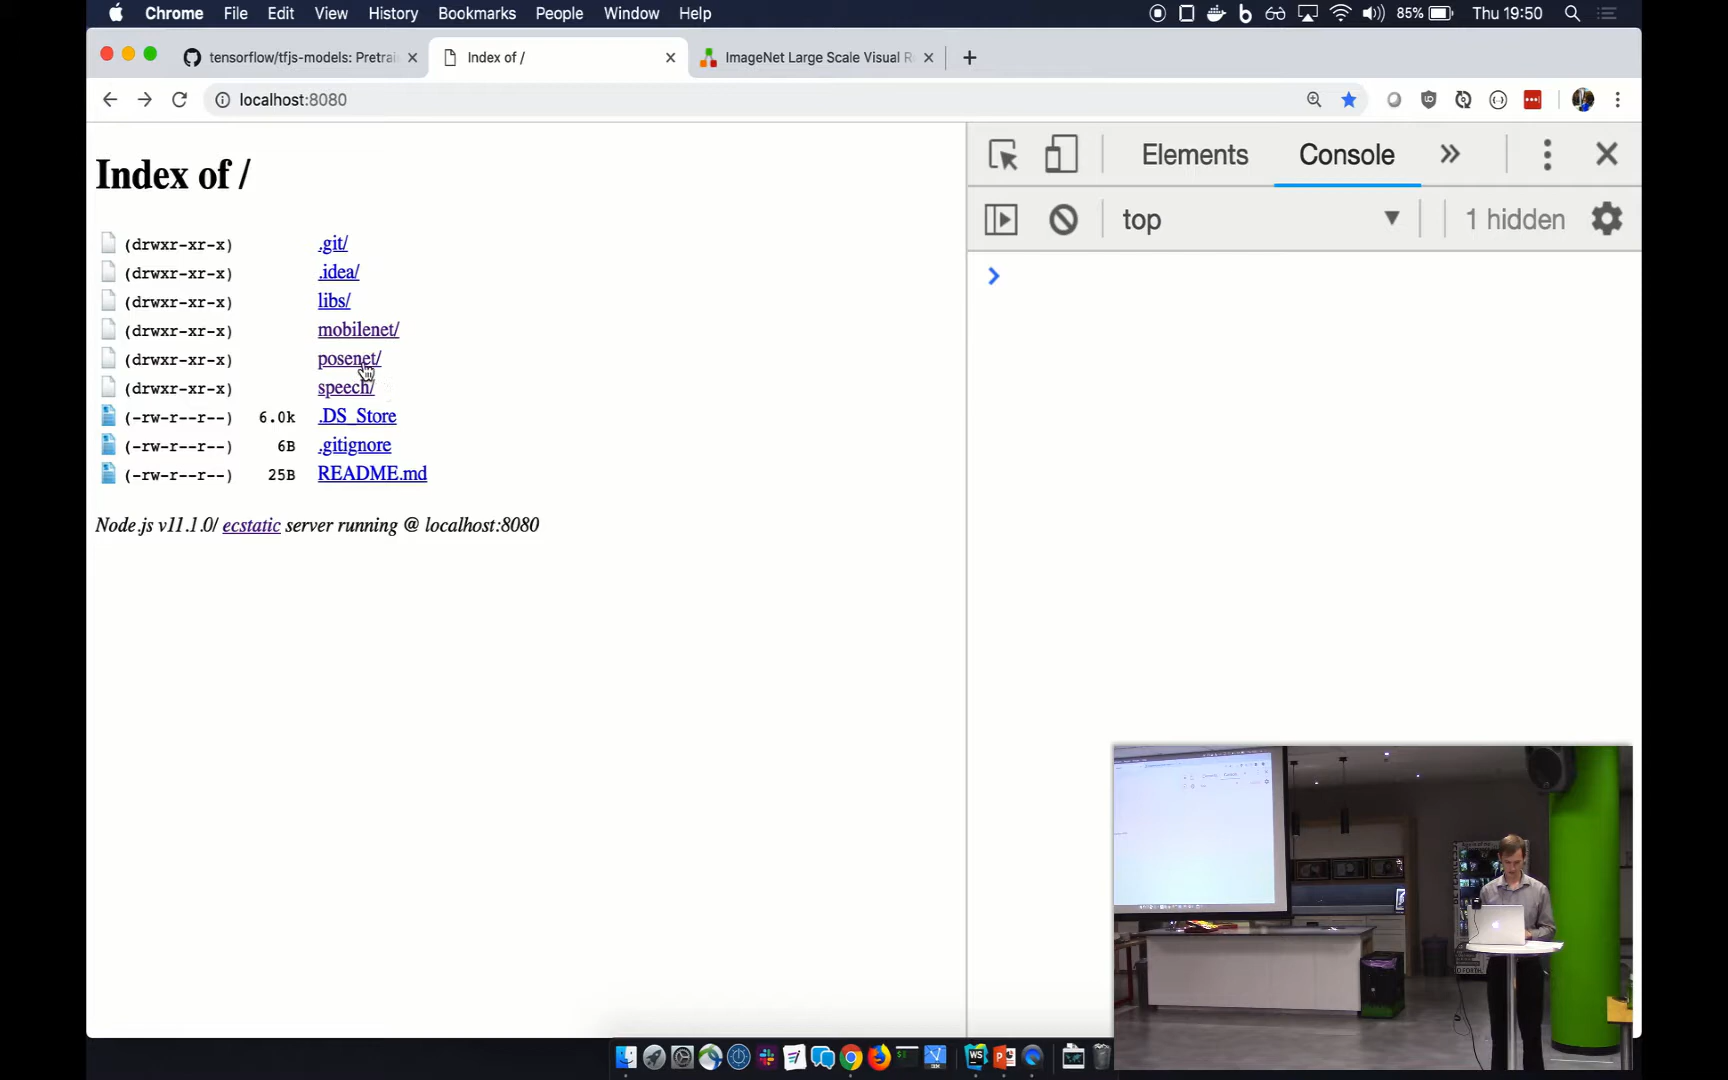 Chrome File Edit View History Bookmarks People Window Help 85% Thu 19:50
tensorflow/tfjs-models: Pretrai Index of / ImageNet Large Scale Visual R
localhost:8080
Index of /
(drwxr-xr-x) .git/
(drwxr-xr-x) .idea/
(drwxr-xr-x) libs/
(drwxr-xr-x) mobilenet/
(drwxr-xr-x) posenet/
(drwxr-xr-x) speech/
(-rw-r--r--) 6.0k .DS_Store
(-rw-r--r--) 6B .gitignore
(-rw-r--r--) 25B README.md
Node.js v11.1.0/ ecstatic server running @ localhost:8080
Elements Console
top 1 hidden
WS